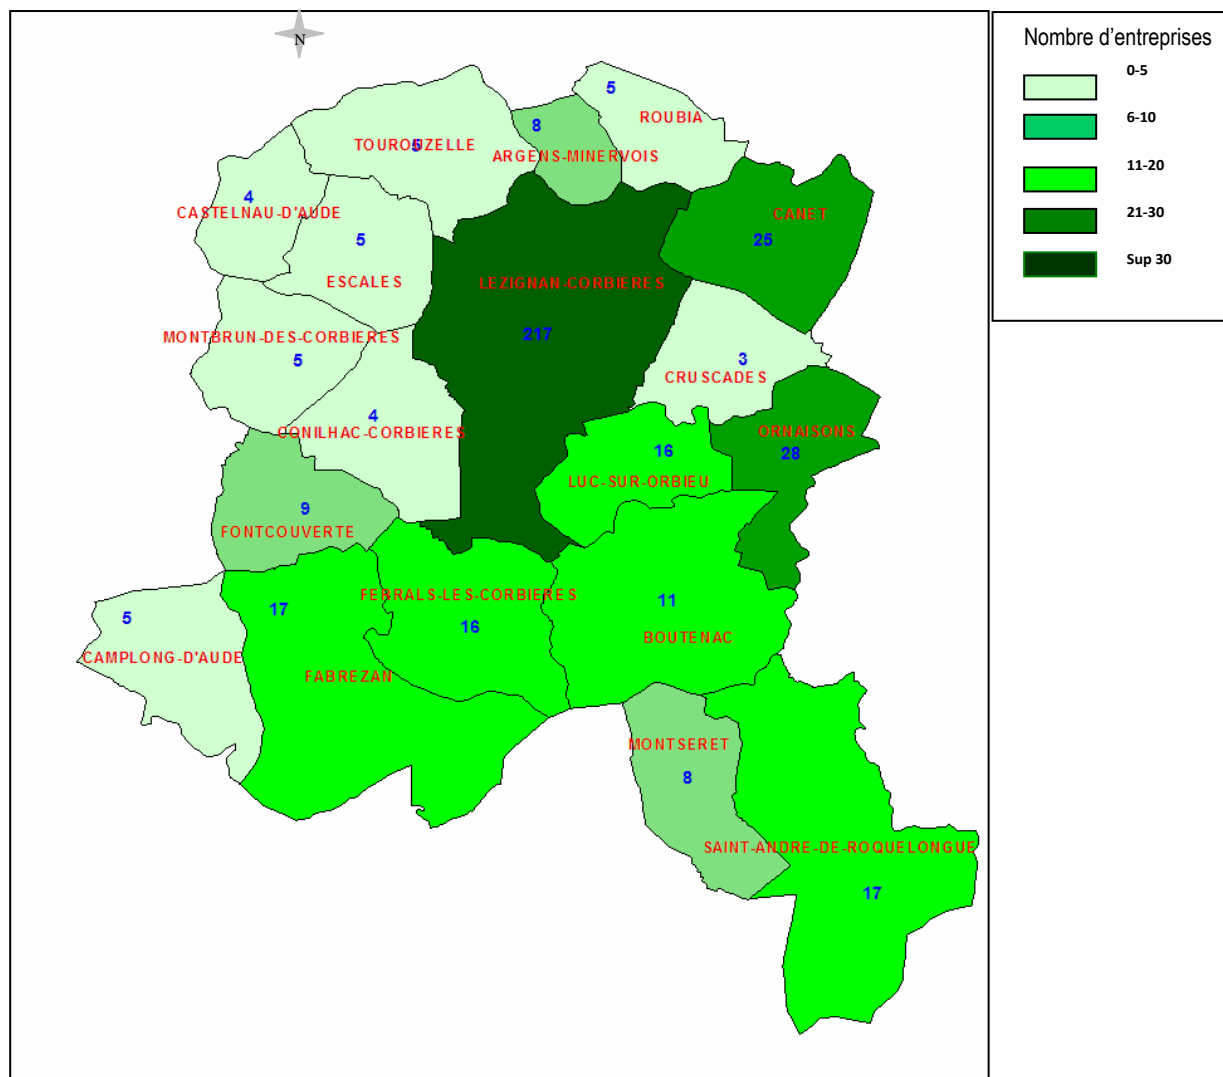 N
Nombre d'entreprises
0-5
6-10
11-20
21-30
Sup 30
5
ROUBIA
8
ARGENS-MINERVOIS
TOUROUZELLE
5
4
CASTELNAU-D'AUDE
5
ESCALES
CANET
25
LEZIGNAN-CORBIERES
217
MONTBRUN-DES-CORBIERES
5
3
CRUSCADES
4
CONILHAC-CORBIERES
ORNAISONS
28
16
LUC-SUR-ORBIEU
9
FONTCOUVERTE
FERRALS-LES-CORBIERES
16
17
FABREZAN
11
BOUTENAC
5
CAMPLONG-D'AUDE
MONTSERET
8
SAINT-ANDRE-DE-ROQUELONGUE
17